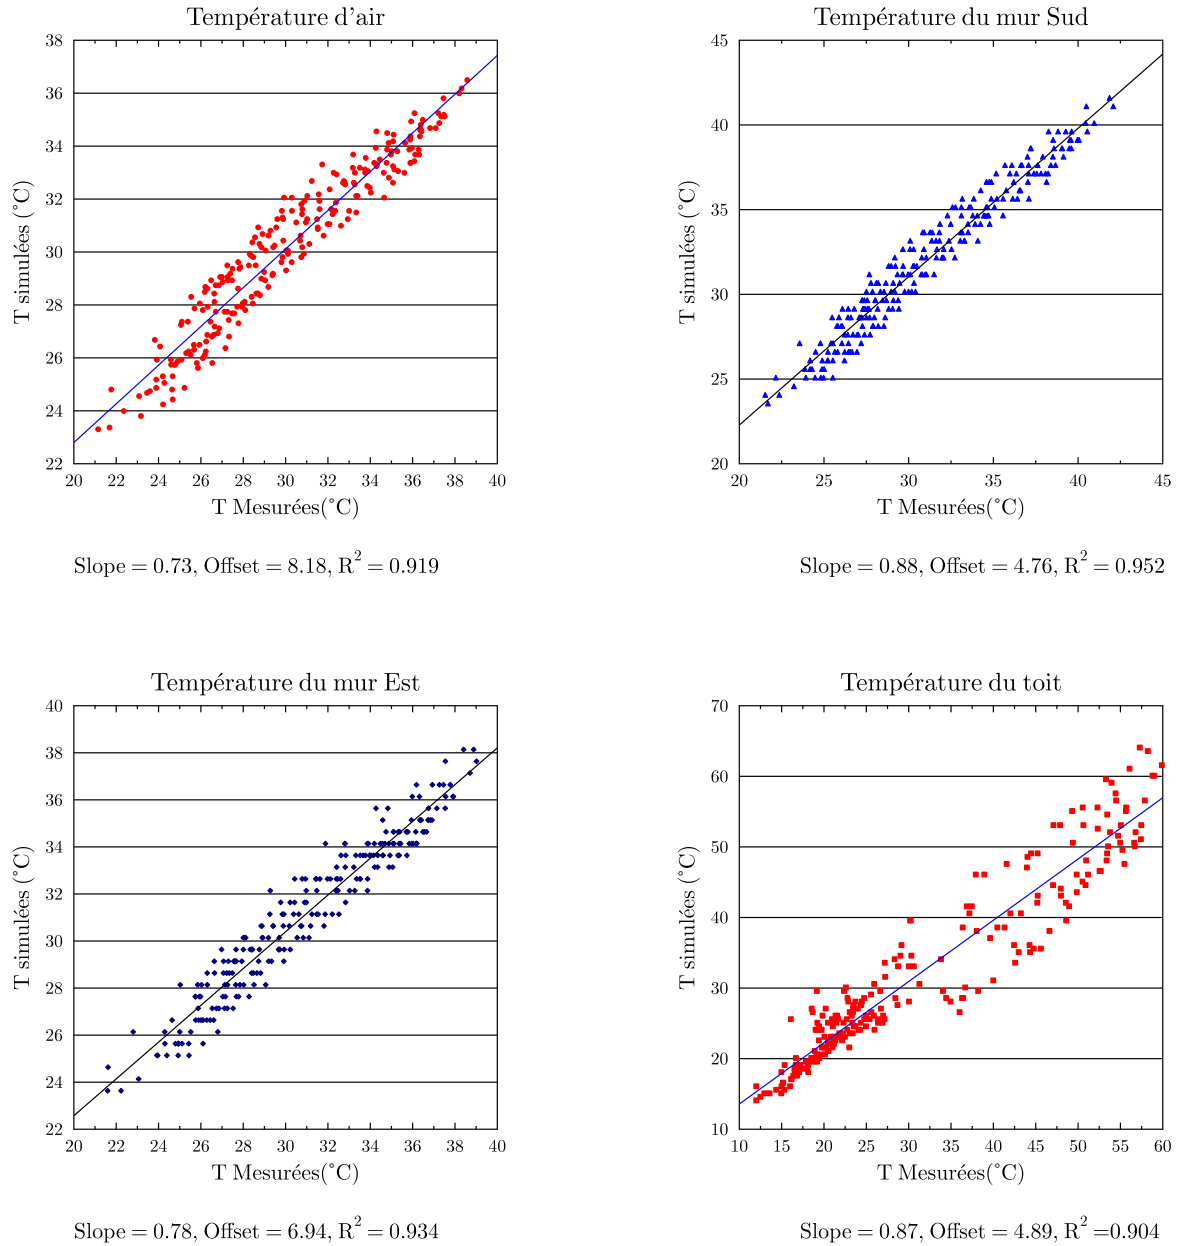 Température d'air
38
36
34
32
30
28
26
24
22
T simulées (°C)
20 22 24 26 28 30 32 34 36 38 40
T Mesurées(°C)
Slope = 0.73, Offset = 8.18, R² = 0.919
Température du mur Sud
45
40
35
30
25
20
T simulées (°C)
20 25 30 35 40 45
T Mesurées(°C)
Slope = 0.88, Offset = 4.76, R² = 0.952
Température du mur Est
40
38
36
34
32
30
28
26
24
22
T simulées (°C)
20 22 24 26 28 30 32 34 36 38 40
T Mesurées(°C)
Slope = 0.78, Offset = 6.94, R² = 0.934
Température du toit
70
60
50
40
30
20
10
T simulées (°C)
10 15 20 25 30 35 40 45 50 55 60
T Mesurées(°C)
Slope = 0.87, Offset = 4.89, R² =0.904